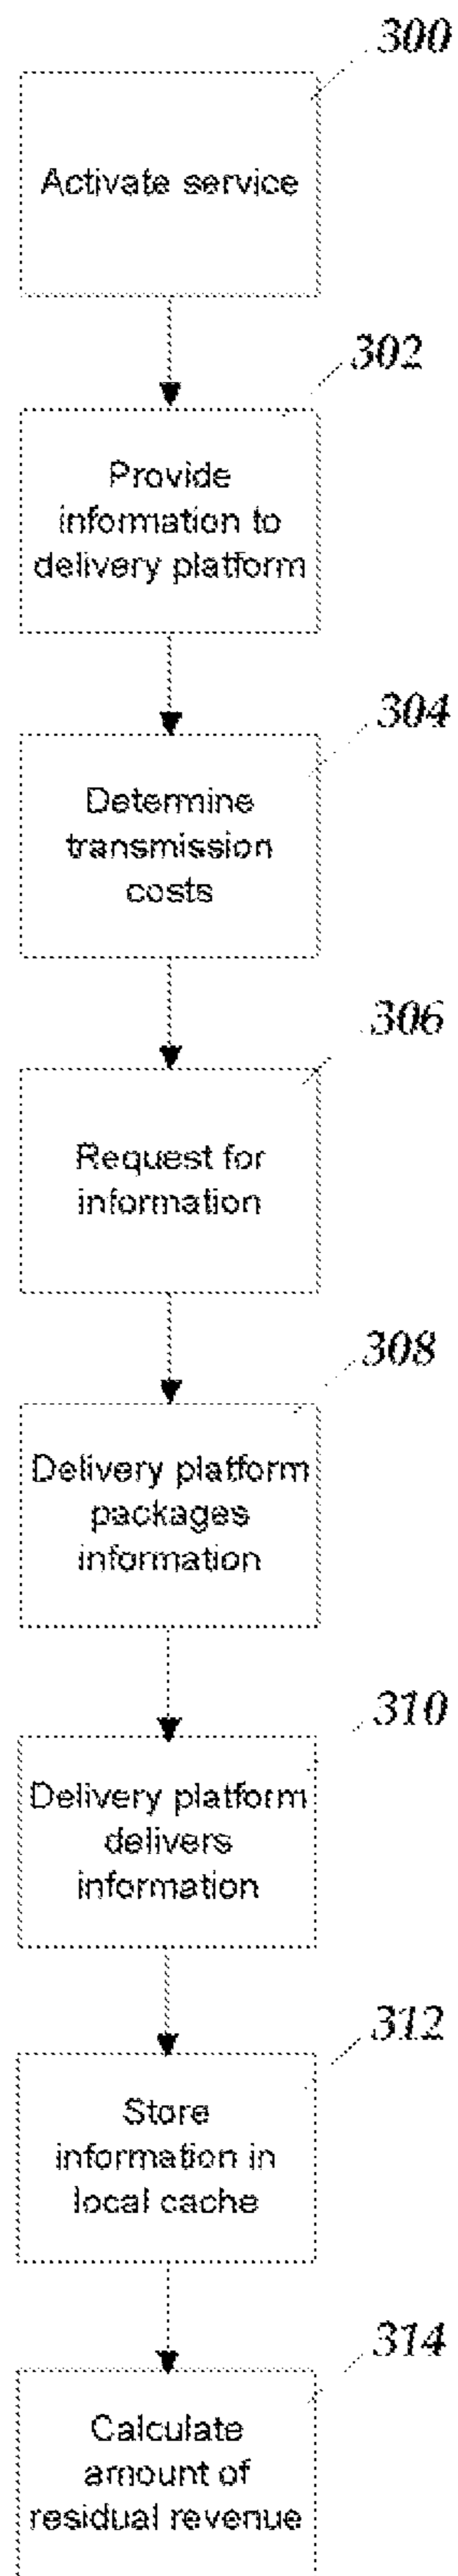 300
Activate service
302
Provide
information to
delivery platform
304
Determine
transmission
costs
306
Request for
information
308
Delivery platform
packages
information
310
Delivery platform
delivers
information
312
Store
information in
local cache
314
Calculate
amount of
residual revenue